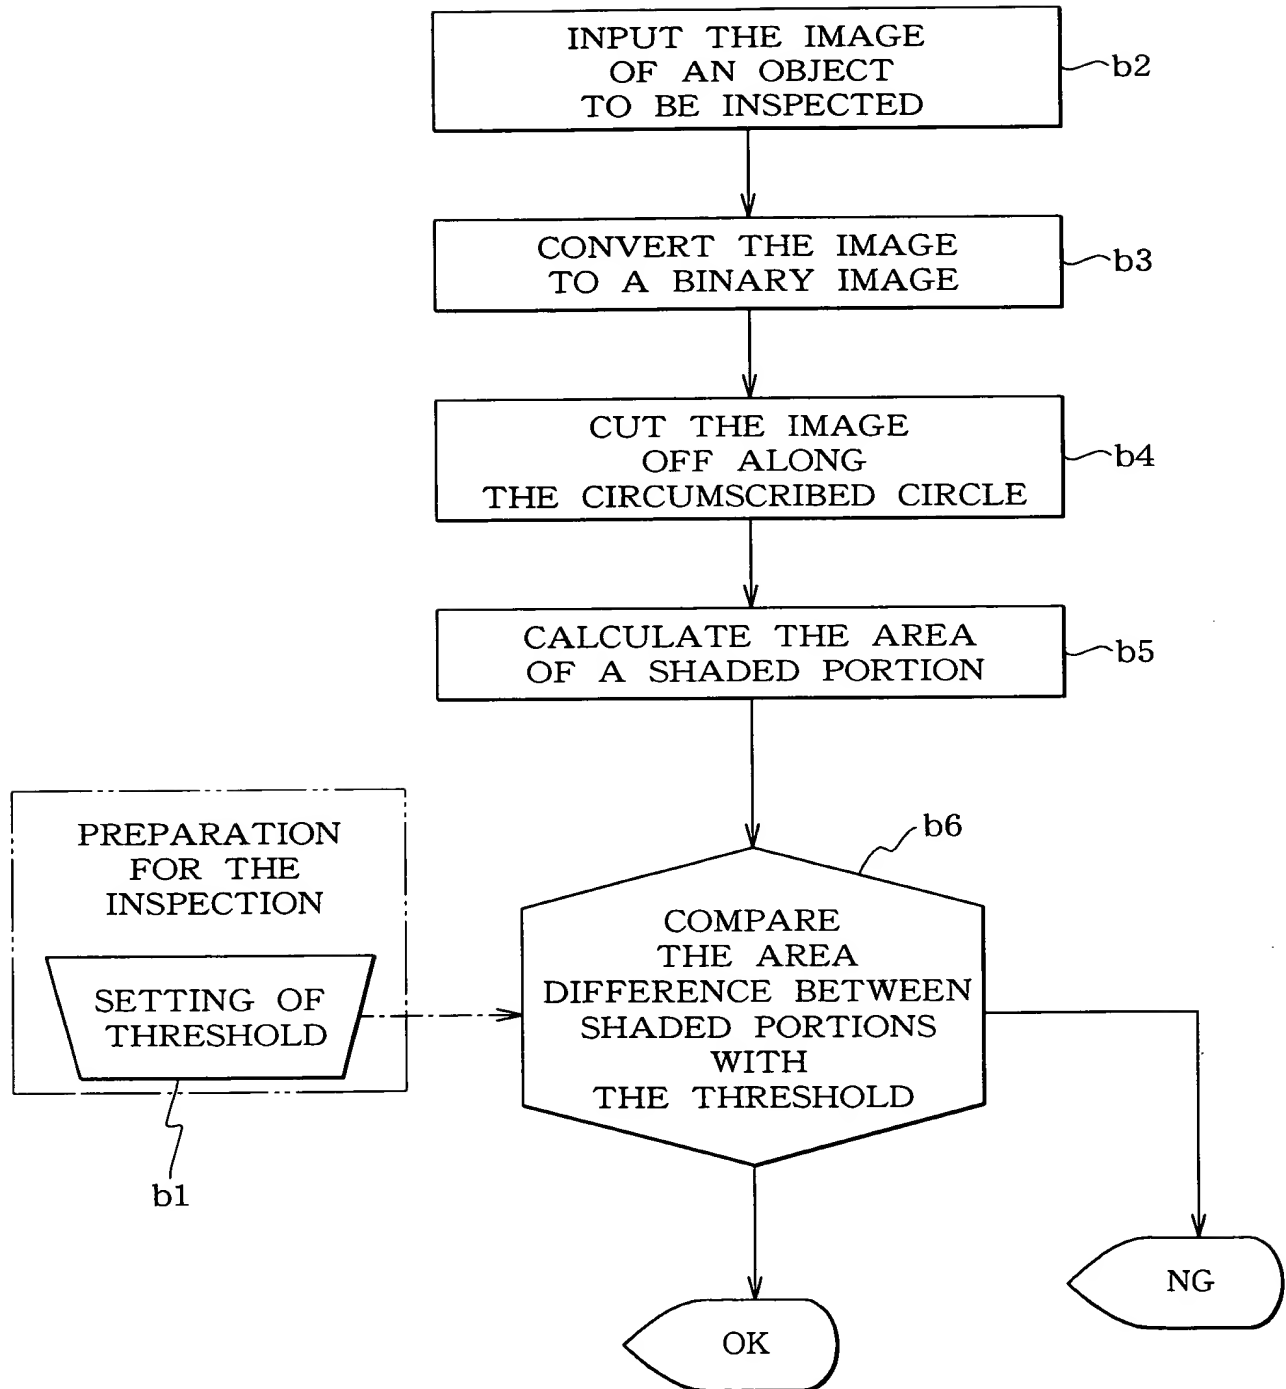 INPUT THE IMAGE
OF AN OBJECT
TO BE INSPECTED
b2
CONVERT THE IMAGE
TO A BINARY IMAGE
b3
CUT THE IMAGE
OFF ALONG
THE CIRCUMSCRIBED CIRCLE
b4
CALCULATE THE AREA
OF A SHADED PORTION
b5
PREPARATION
FOR THE
INSPECTION
SETTING OF
THRESHOLD
b1
b6
COMPARE
THE AREA
DIFFERENCE BETWEEN
SHADED PORTIONS
WITH
THE THRESHOLD
NG
OK